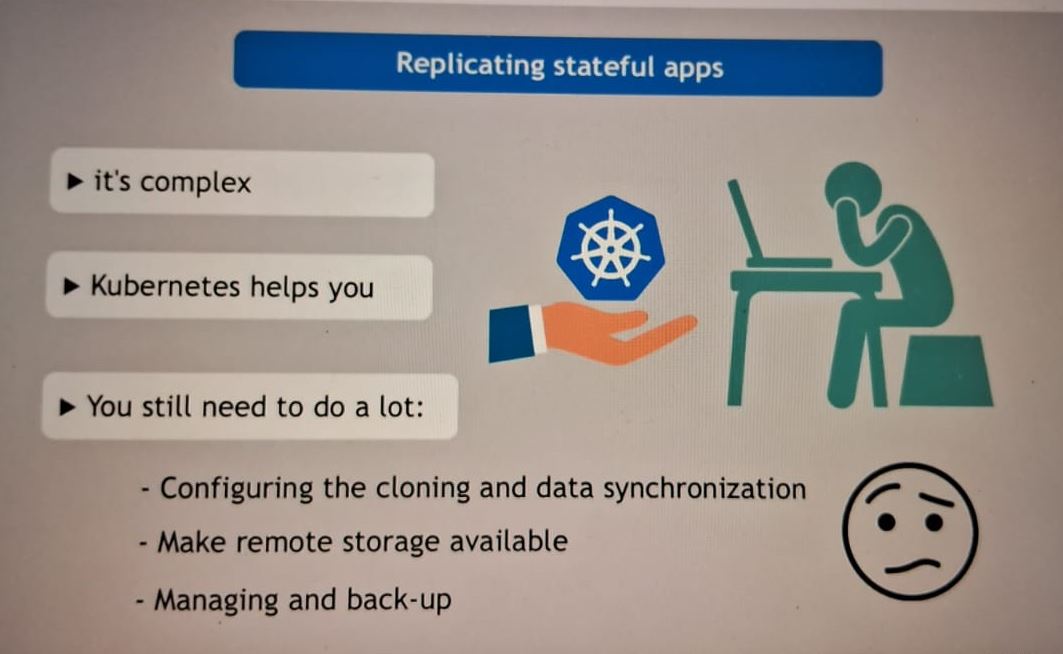 Replicating stateful apps
▶ it's complex
▶ Kubernetes helps you
▶ You still need to do a lot:
- Configuring the cloning and data synchronization
- Make remote storage available
- Managing and back-up